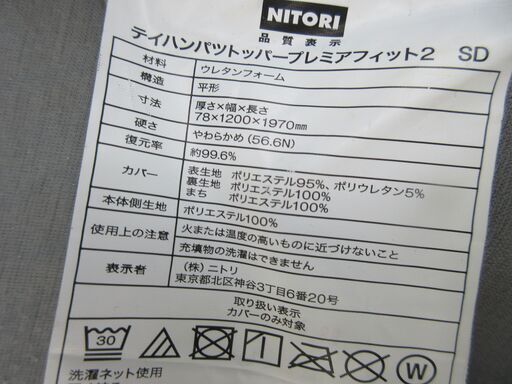 NITORI
品質表示
テイハンパツトッパープレミアフィット2 SD
材料 ウレタンフォーム
構造 平形
寸法 厚さ×幅×長さ
78×1200×1970mm
硬さ やわらかめ(56.6N)
復元率 約99.6%
カバー 表生地 ポリエステル95%、ポリウレタン5%
裏生地 ポリエステル100%
まち ポリエステル100%
本体側生地 ポリエステル100%
使用上の注意 火または温度の高いものに近づけないこと
充填物の洗濯はできません
表示者 (株)ニトリ
東京都北区神谷3丁目6番20号
取り扱い表示
カバーのみ対象
30
W
洗濯ネット使用